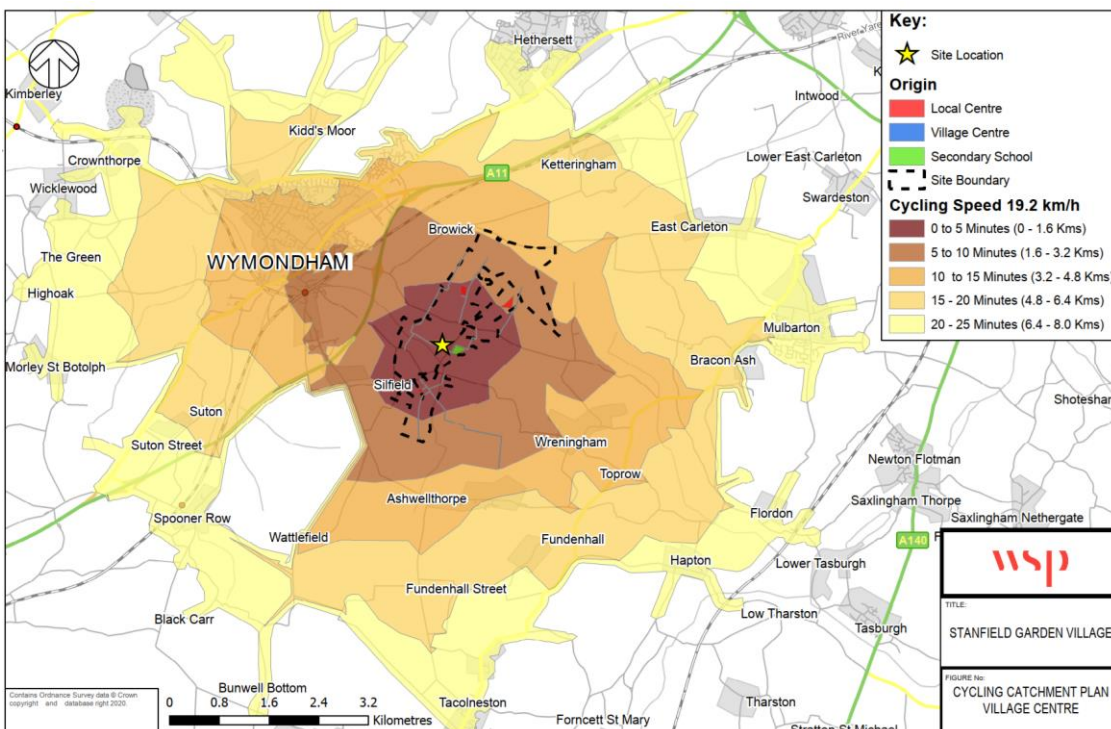 Hethersett
River Yare
Kimberley
Kidd's Moor
Intwood
Crownthorpe
Ketteringham
Lower East Carleton
A11
Wicklewood
Swardeston
Browick
East Carleton
The Green
WYMONDHAM
Highoak
Mulbarton
Morley St Botolph
Bracon Ash
Silfield
Suton
Shotesham
Suton Street
Wreningham
Newton Flotman
Toprow
Ashwellthorpe
Saxlingham Thorpe
Spooner Row
Flordon
Saxlingham Nethergate
Wattlefield
Fundenhall
A140
Hapton
Lower Tasburgh
Fundenhall Street
Black Carr
Low Tharston
Tasburgh
Bunwell Bottom
Tacolneston
Tharston
Forncett St Mary
Stratton St Michael
Key:
Site Location
Origin
Local Centre
Village Centre
Secondary School
Site Boundary
Cycling Speed 19.2 km/h
0 to 5 Minutes (0 - 1.6 Kms)
5 to 10 Minutes (1.6 - 3.2 Kms)
10 to 15 Minutes (3.2 - 4.8 Kms)
15 - 20 Minutes (4.8 - 6.4 Kms)
20 - 25 Minutes (6.4 - 8.0 Kms)
Contains Ordnance Survey data © Crown
copyright and database right 2020.
0 0.8 1.6 2.4 3.2
Kilometres
wsp
TITLE:
STANFIELD GARDEN VILLAGE
FIGURE No:
CYCLING CATCHMENT PLAN
VILLAGE CENTRE